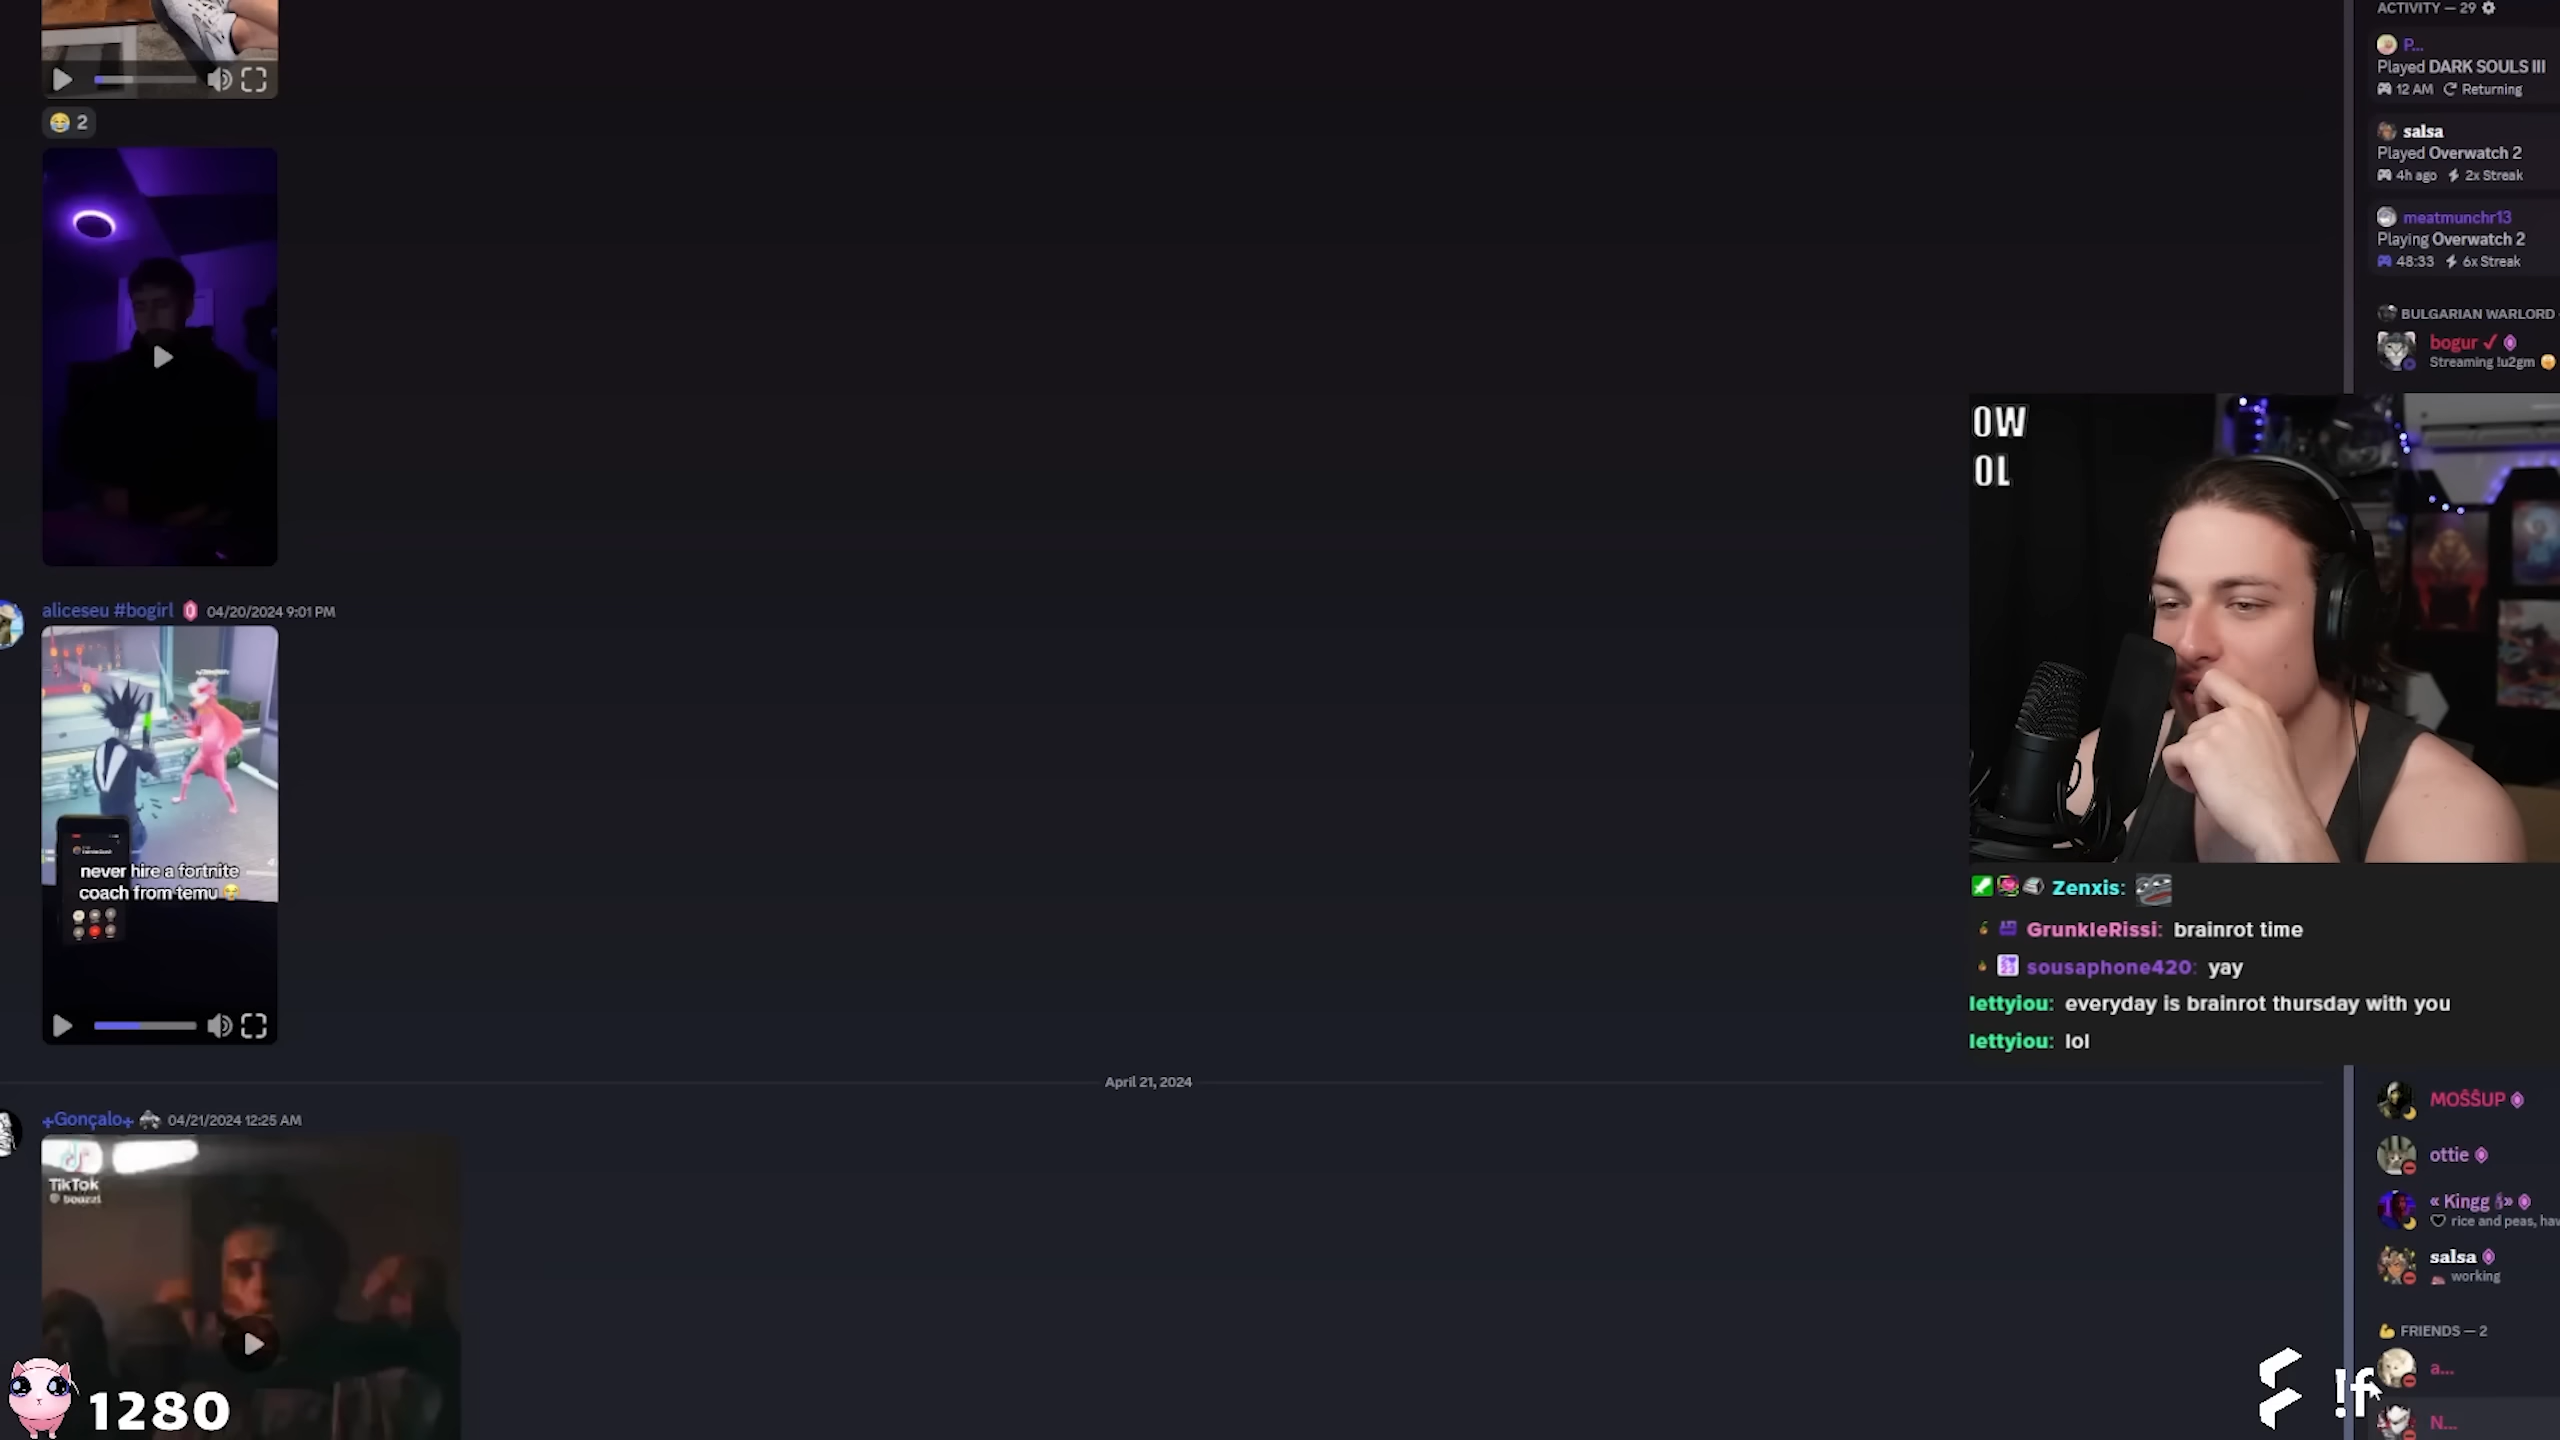 2
aliceseu #bogirl 04/20/2024 9:01 PM
never hire a fortnite
coach from temu 😭
April 21, 2024
+Gonçalo+ 04/21/2024 12:25 AM
TikTok
1280
ACTIVITY — 29
P...
Played DARK SOULS III
12 AM Returning
salsa
Played Overwatch 2
4h ago 2x Streak
meatmunchr13
Playing Overwatch 2
48:33 6x Streak
BULGARIAN WARLORD
bogur ✓
Streaming !u2gm
0W
0L
Zenxis:
GrunkleRissi: brainrot time
sousaphone420: yay
lettyiou: everyday is brainrot thursday with you
lettyiou: lol
MOŜŜUP
ottie
« Kingg »
rice and peas, hav
salsa
working
FRIENDS — 2
a...
N...
!f